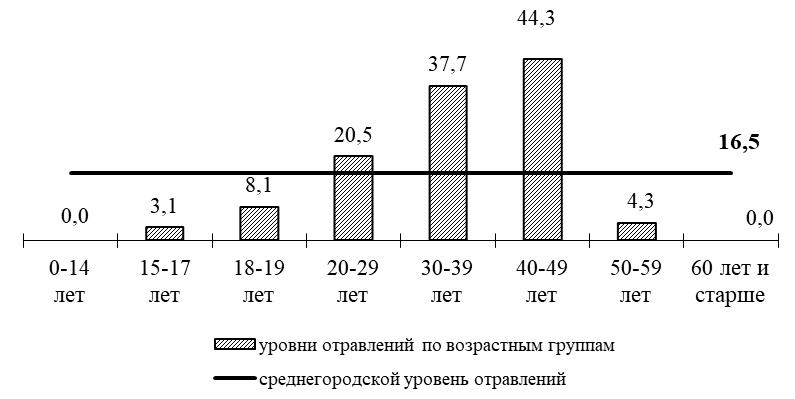 44,3
37,7
20,5
16,5
8,1
3,1
4,3
0,0
0,0
0-14 лет
15-17 лет
18-19 лет
20-29 лет
30-39 лет
40-49 лет
50-59 лет
60 лет и старше
уровни отравлений по возрастным группам
среднегородской уровень отравлений